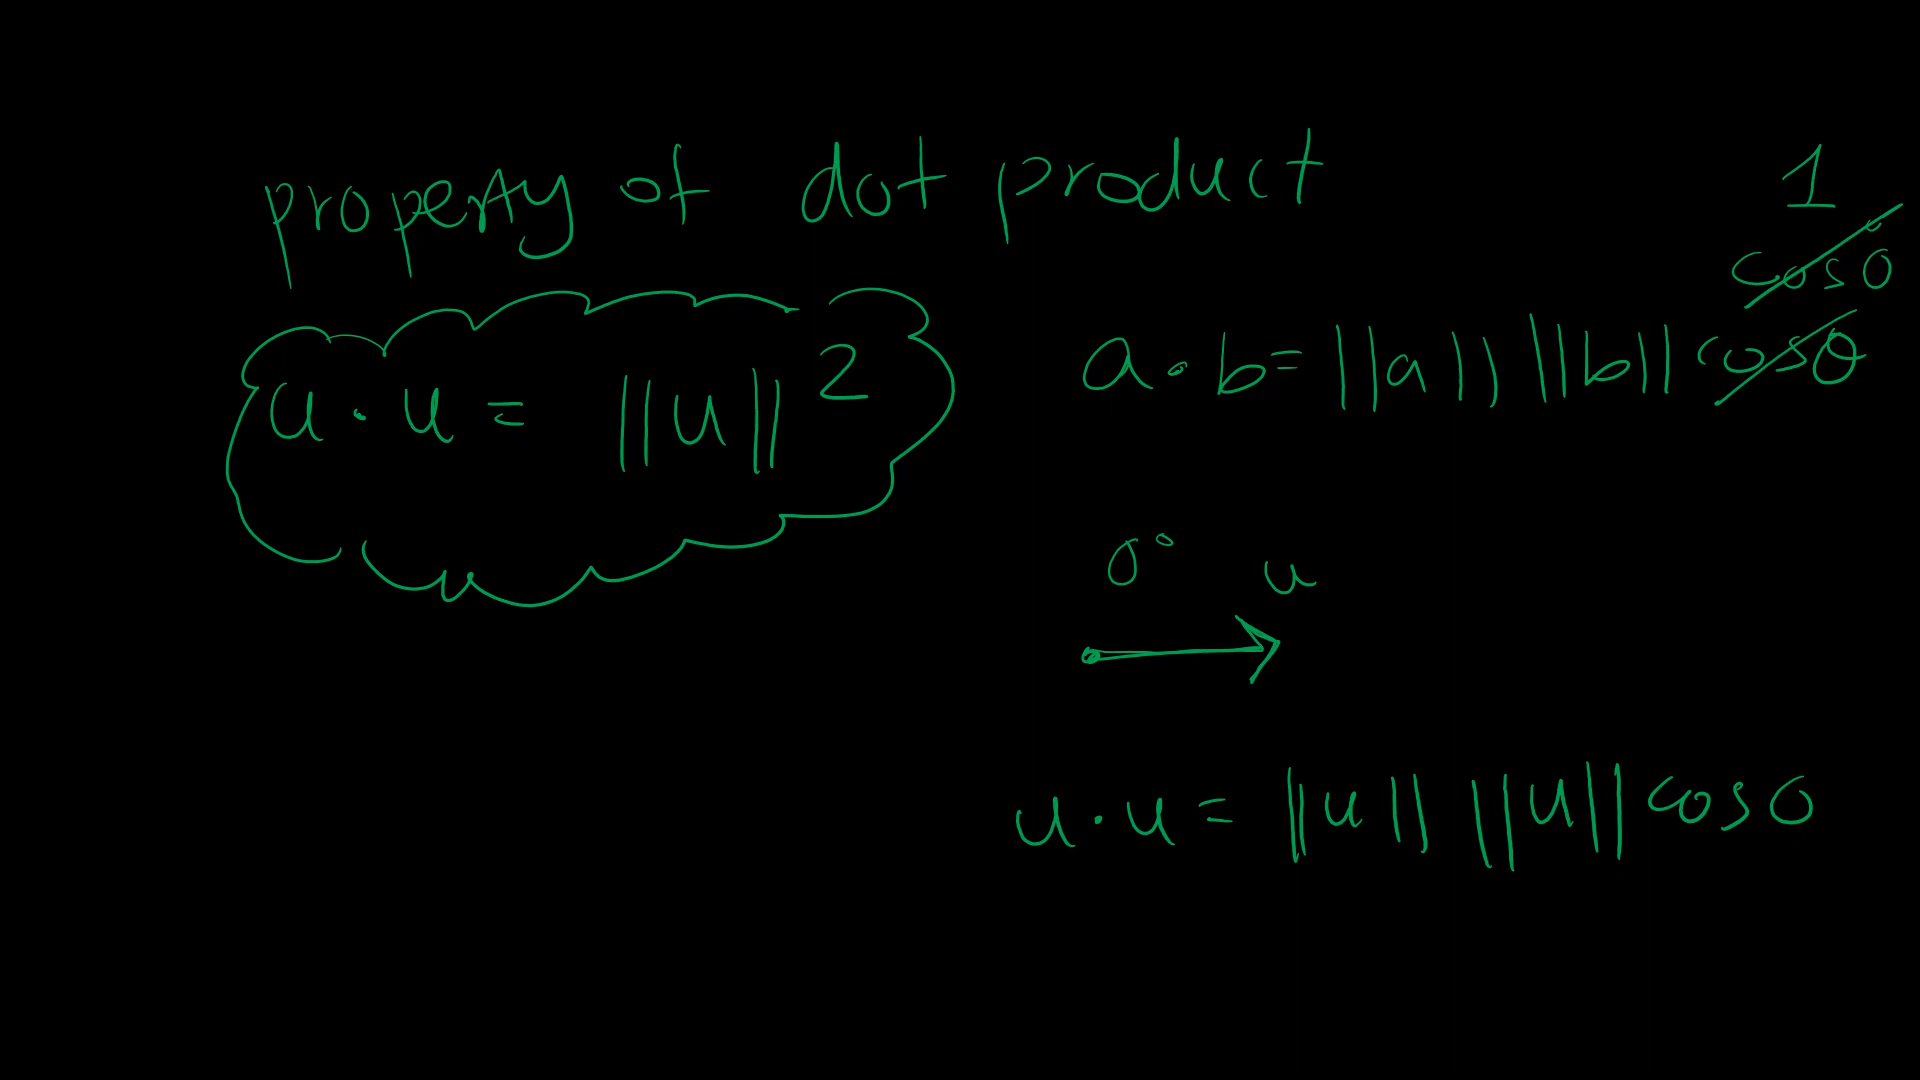 property of dot product
1
cos 0°
u · u = ||u||²
a · b = ||a|| ||b|| cos θ
0° u
u · u = ||u|| ||u|| cos 0